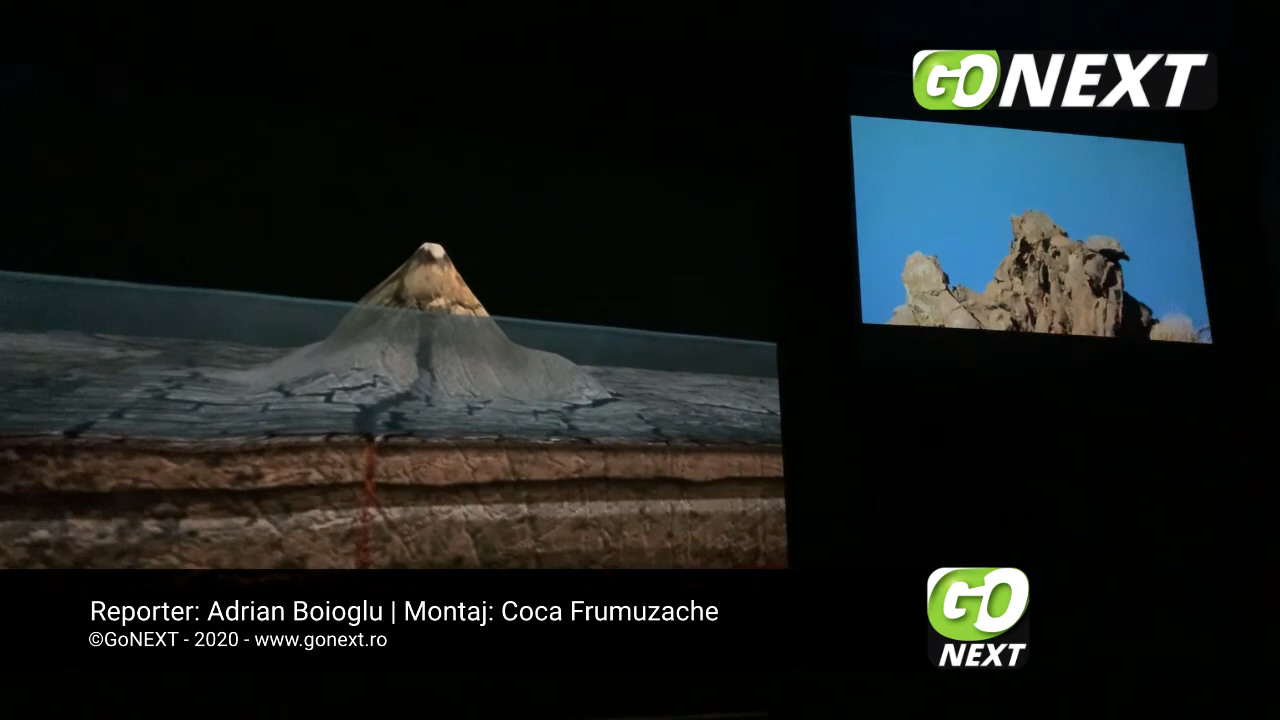 GO NEXT
Reporter: Adrian Boioglu | Montaj: Coca Frumuzache
©GoNEXT - 2020 - www.gonext.ro
GO
NEXT